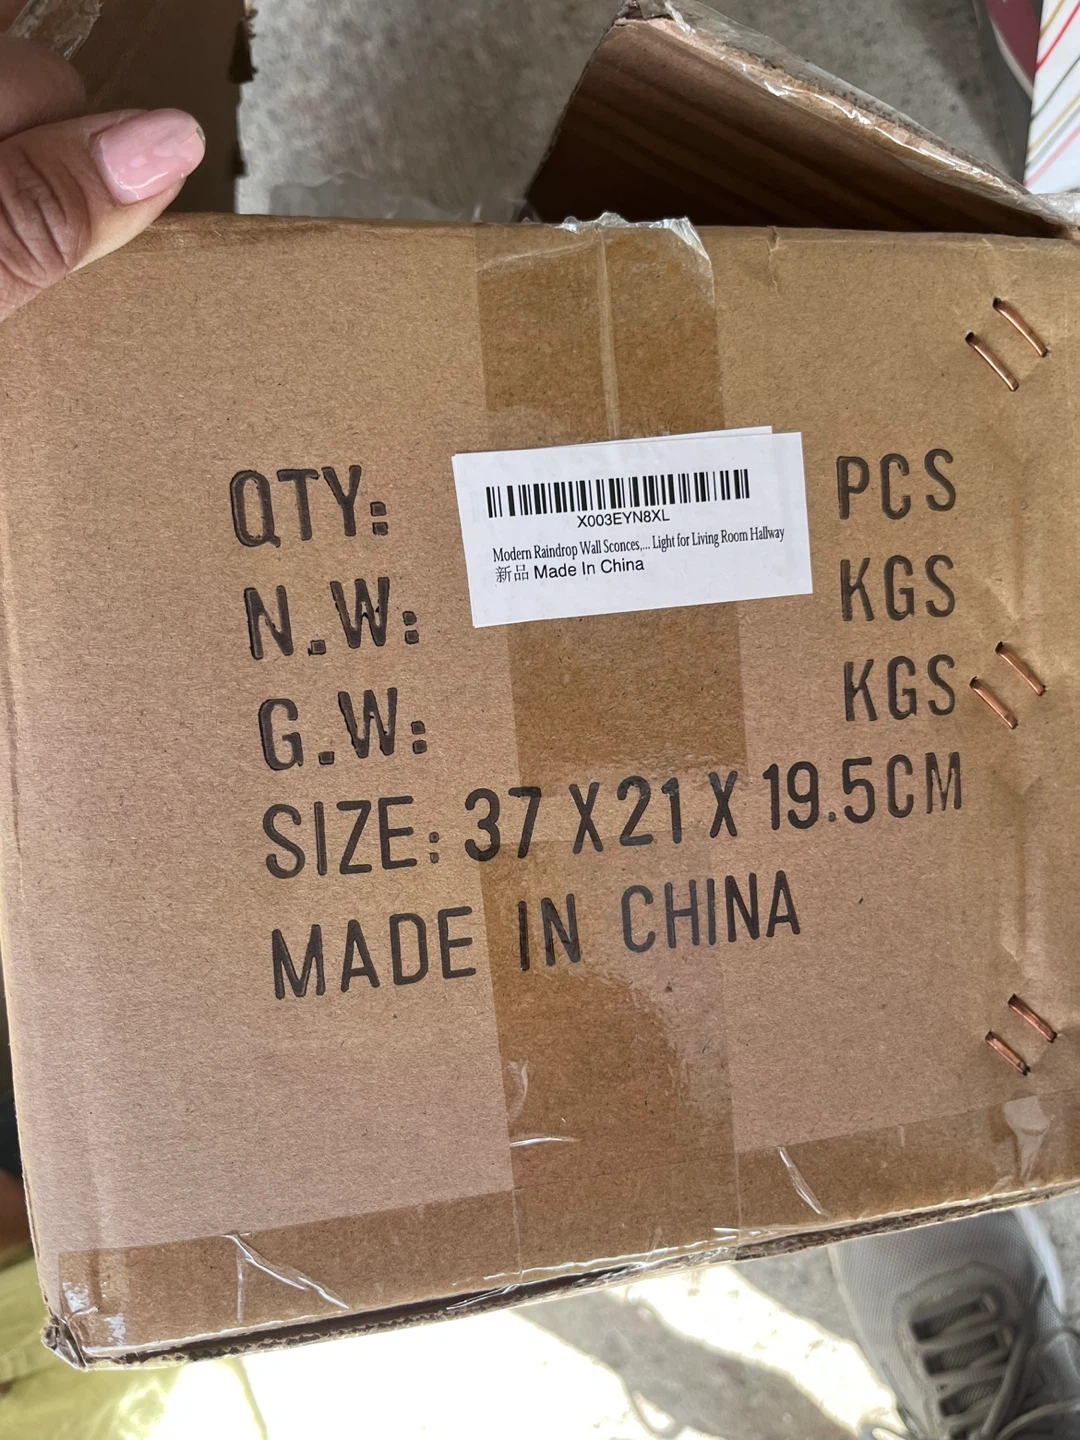 QTY: PCS
X003EYN8XL
Modern Raindrop Wall Sconces,... Light for Living Room Hallway
新品 Made In China
N.W: KGS
G.W: KGS
SIZE: 37 X 21 X 19.5CM
MADE IN CHINA